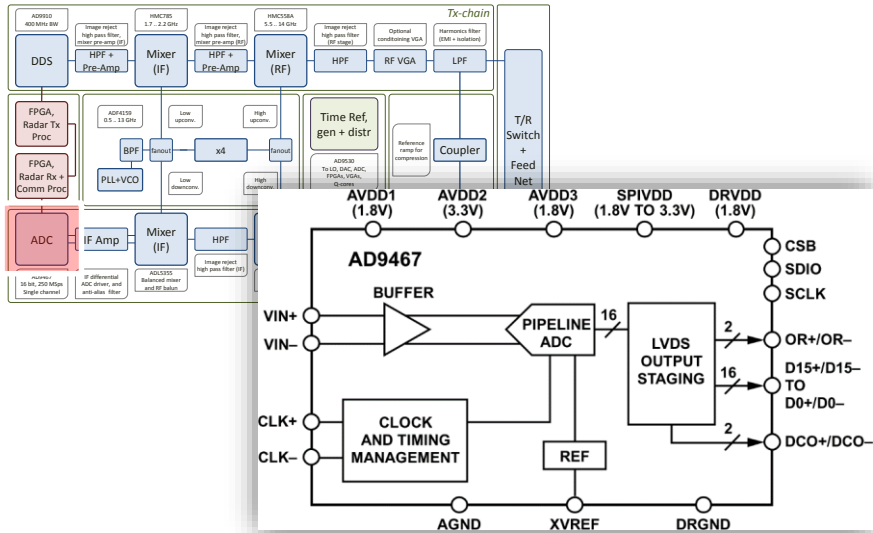 Tx-chain
AD9910
400 MHz BW
Image reject
high pass filter,
mixer pre-amp (IF)
HMC785
1.7 .. 2.2 GHz
Image reject
high pass filter,
mixer pre-amp (RF)
HMC558A
5.5 .. 14 GHz
Image reject
high pass filter
(RF stage)
Optional
conditoining VGA
Harmonics filter
(EMI + Isolation)
DDS
HPF +
Pre-Amp
Mixer
(IF)
HPF +
Pre-Amp
Mixer
(RF)
HPF
RF VGA
LPF
T/R
Switch
+
Feed
Net
FPGA,
Radar Tx
Proc
FPGA,
Radar Rx +
Comm Proc
ADF4159
0.5 .. 13 GHz
Low
upconv.
High
upconv.
BPF
fanout
x4
fanout
PLL+VCO
Low
downconv.
High
downconv.
Time Ref,
gen + distr
AD9530
To LO, DAC, ADC,
FPGAs, VGAs,
Q-cores
Reference
ramp for
compression
Coupler
ADC
IF Amp
Mixer
(IF)
HPF
AD9467
16 bit, 250 MSps
Single channel
IF differential
ADC driver, and
anti-alias filter
ADL5355
Balanced mixer
and RF balun
Image reject
high pass filter (IF)
AVDD1
(1.8V)
AVDD2
(3.3V)
AVDD3
(1.8V)
SPIVDD
(1.8V TO 3.3V)
DRVDD
(1.8V)
AD9467
CSB
SDIO
SCLK
BUFFER
VIN+
VIN–
PIPELINE
ADC
16
LVDS
OUTPUT
STAGING
2
OR+/OR–
16
D15+/D15–
TO
D0+/D0–
2
DCO+/DCO–
CLK+
CLK–
CLOCK
AND TIMING
MANAGEMENT
REF
AGND
XVREF
DRGND